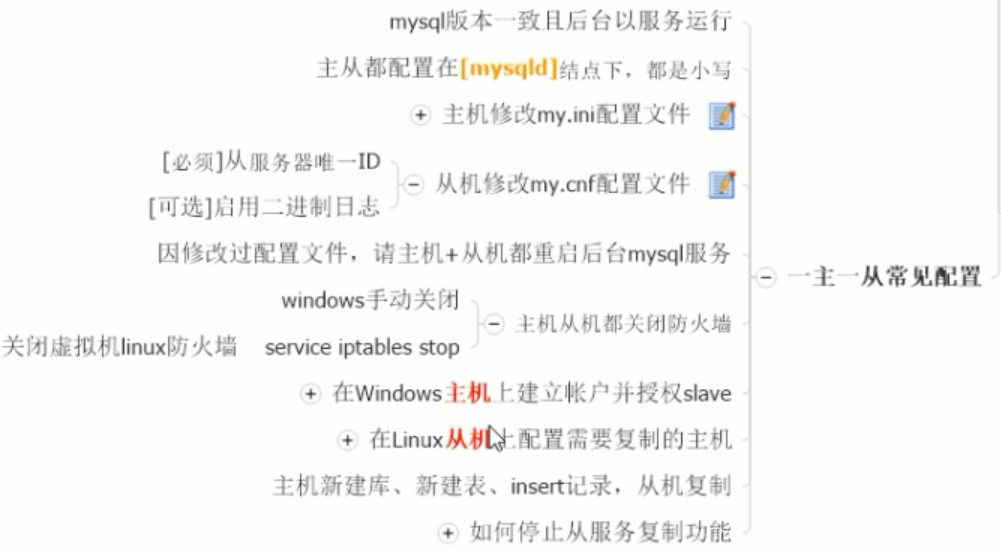 mysql版本一致且后台以服务运行
主从都配置在[mysqld]结点下，都是小写
主机修改my.ini配置文件
[必须]从服务器唯一ID
从机修改my.cnf配置文件
[可选]启用二进制日志
因修改过配置文件，请主机+从机都重启后台mysql服务
一主一从常见配置
windows手动关闭
主机从机都关闭防火墙
关闭虚拟机linux防火墙 service iptables stop
在Windows主机上建立帐户并授权slave
在Linux从机上配置需要复制的主机
主机新建库、新建表、insert记录，从机复制
如何停止从服务复制功能